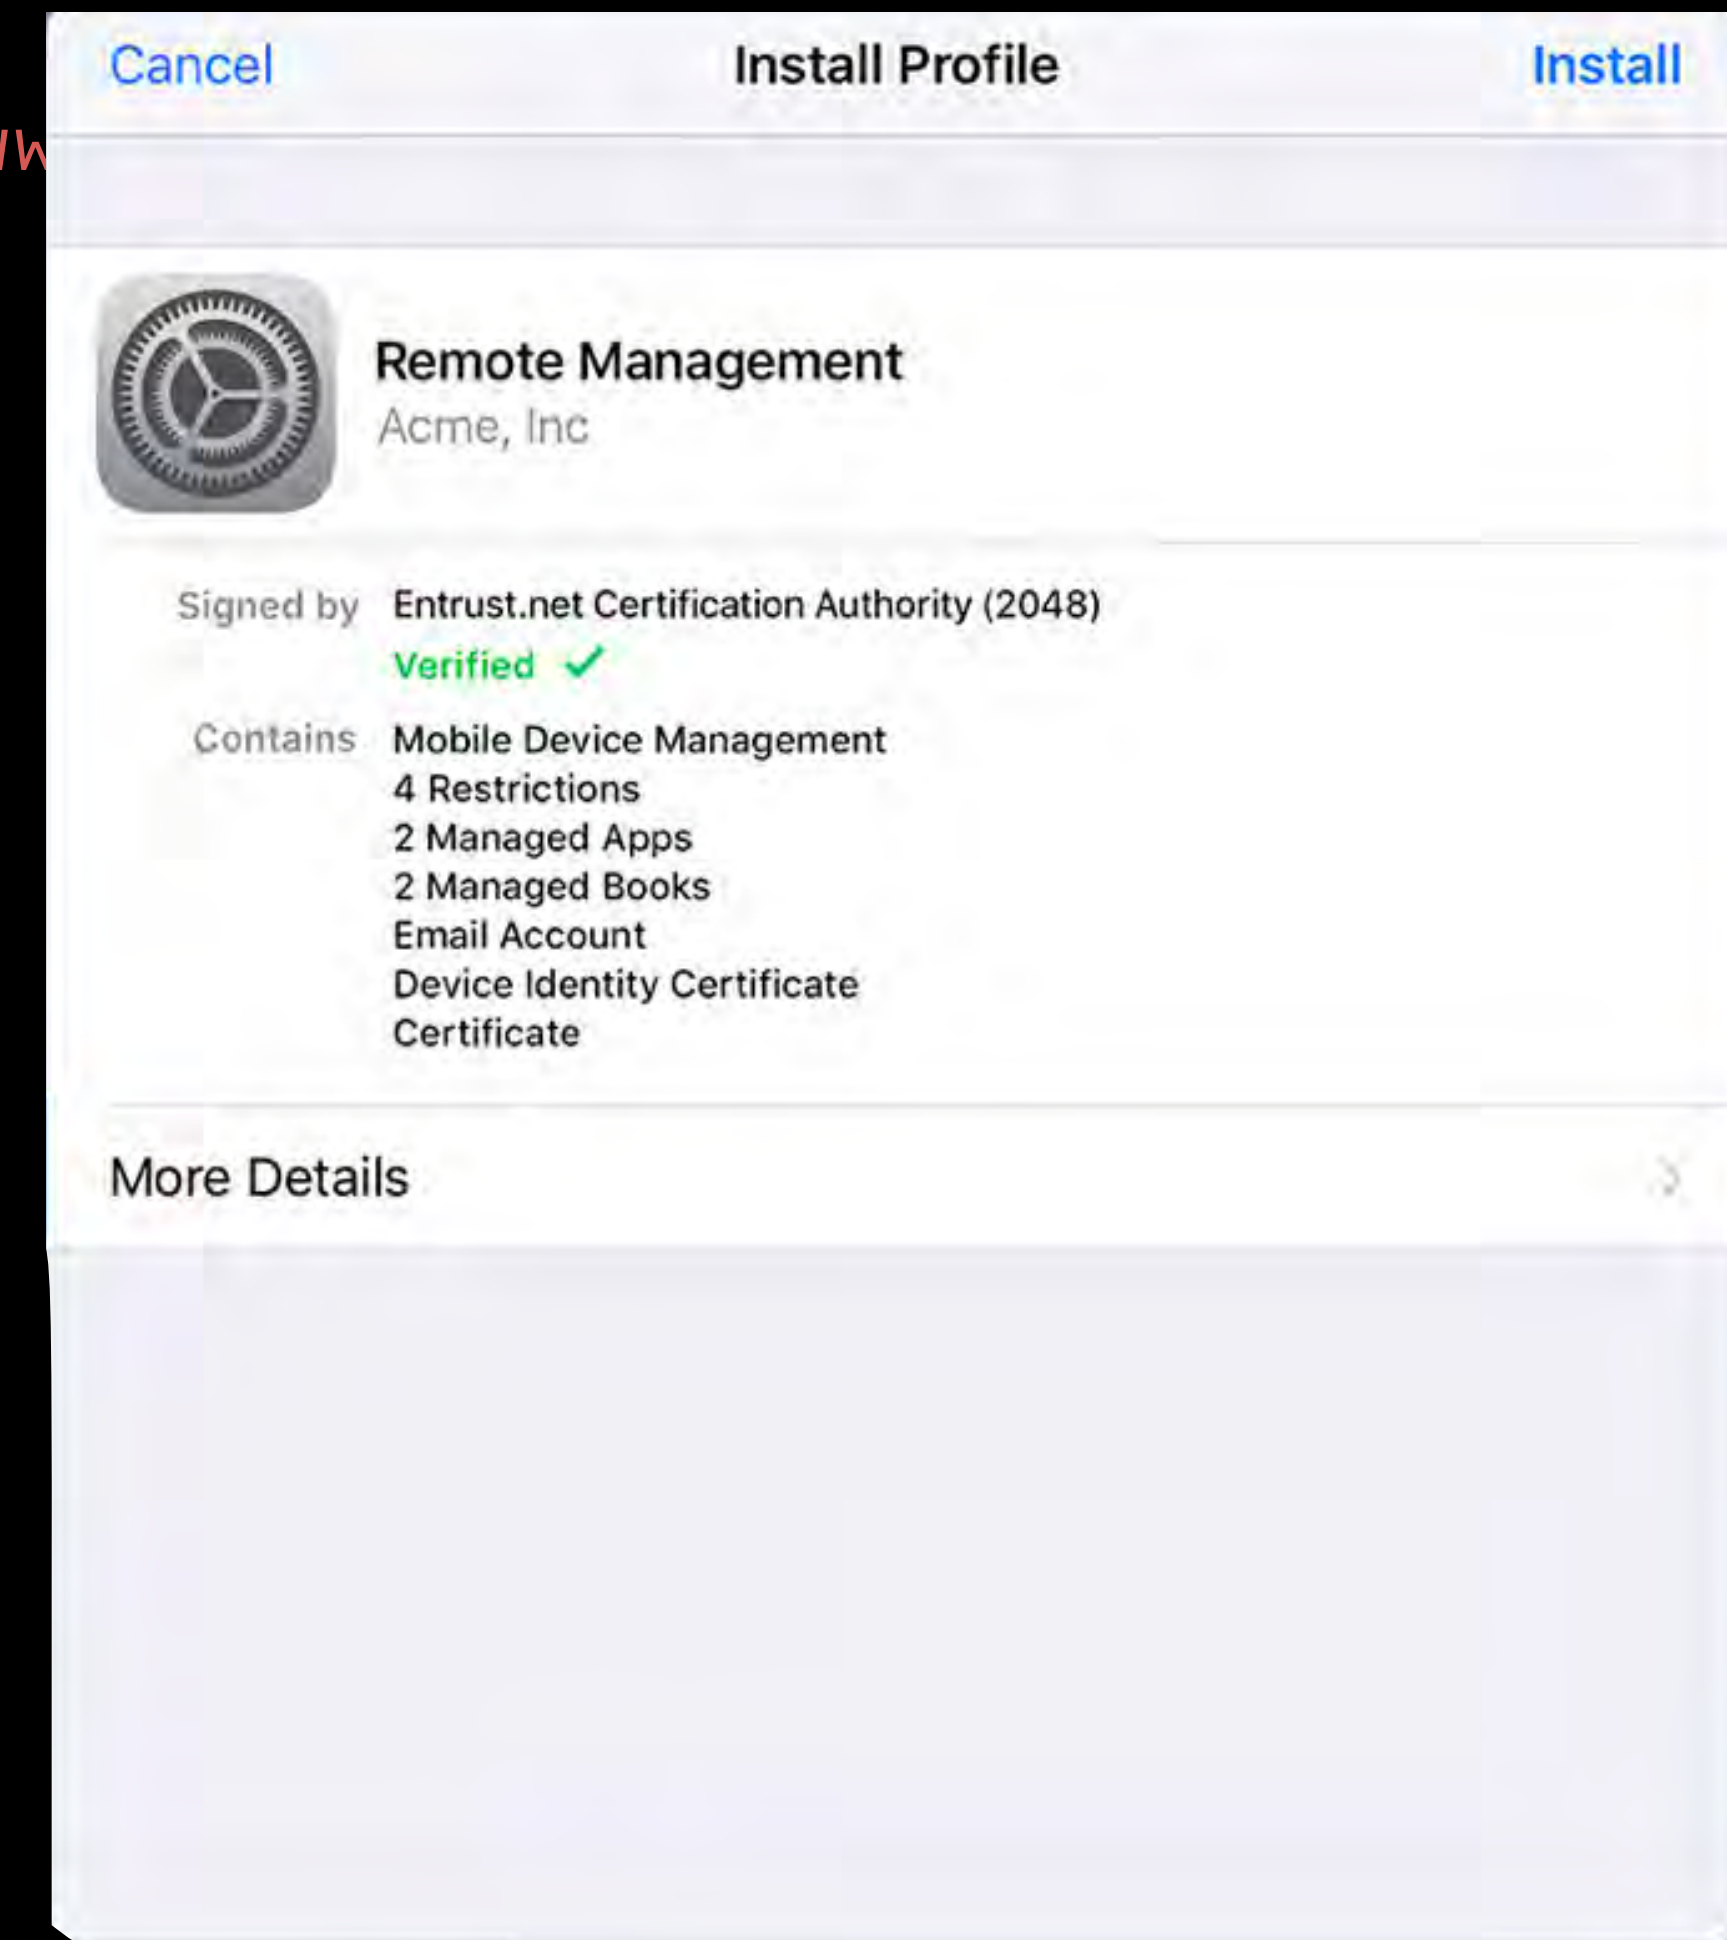 Cancel
Install Profile
Install
Remote Management
Acme, Inc
Signed by
Entrust.net Certification Authority (2048)
Verified
Contains
Mobile Device Management
4 Restrictions
2 Managed Apps
2 Managed Books
Email Account
Device Identity Certificate
Certificate
More Details